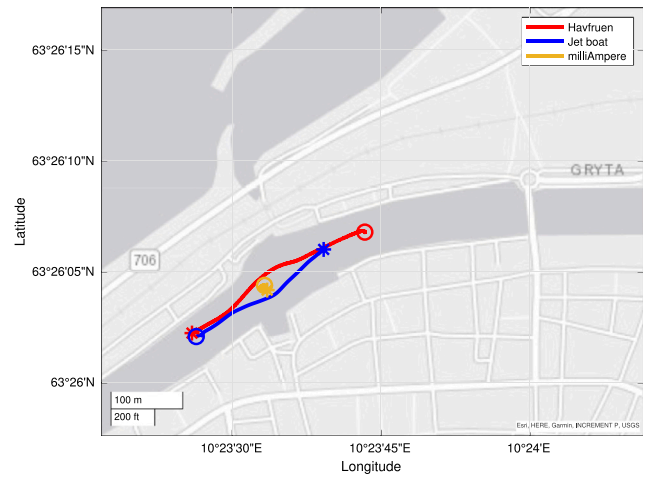 Havfruen
Jet boat
milliAmpere
63°26'15"N
63°26'10"N
63°26'05"N
63°26'N
Latitude
GRYTA
706
100 m
200 ft
Esri, HERE, Garmin, INCREMENT P, USGS
10°23'30"E
10°23'45"E
10°24'E
Longitude